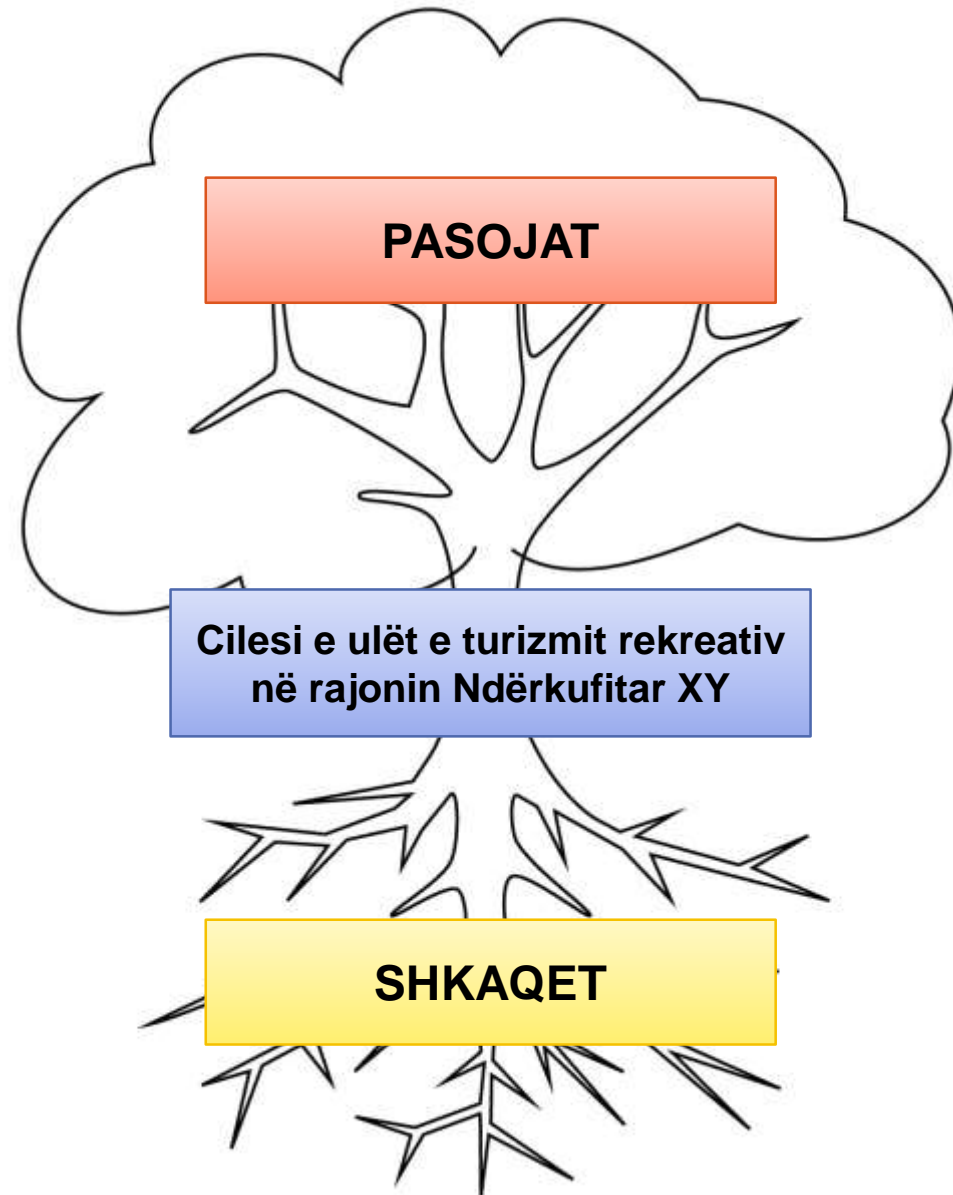 PASOJAT
Cilesi e ulët e turizmit rekreativ
në rajonin Ndërkufitar XY
SHKAQET